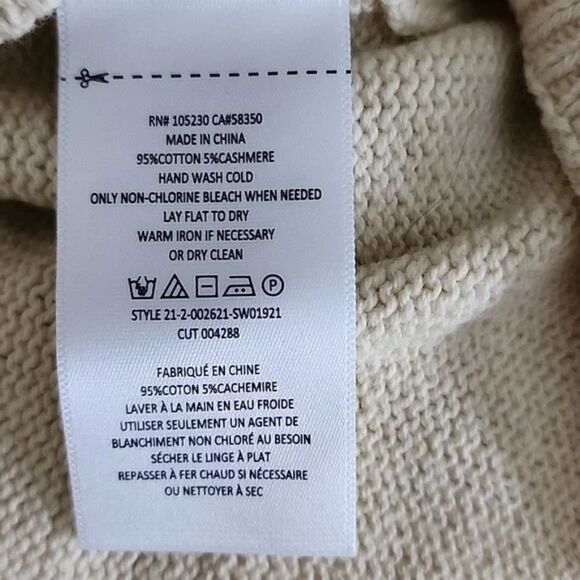 RN# 105230 CA#58350
MADE IN CHINA
95%COTTON 5%CASHMERE
HAND WASH COLD
ONLY NON-CHLORINE BLEACH WHEN NEEDED
LAY FLAT TO DRY
WARM IRON IF NECESSARY
OR DRY CLEAN
P
STYLE 21-2-002621-SW01921
CUT 004288
FABRIQUÉ EN CHINE
95%COTON 5%CACHEMIRE
LAVER À LA MAIN EN EAU FROIDE
UTILISER SEULEMENT UN AGENT DE
BLANCHIMENT NON CHLORÉ AU BESOIN
SÉCHER LE LINGE À PLAT
REPASSER À FER CHAUD SI NÉCESSAIRE
OU NETTOYER À SEC